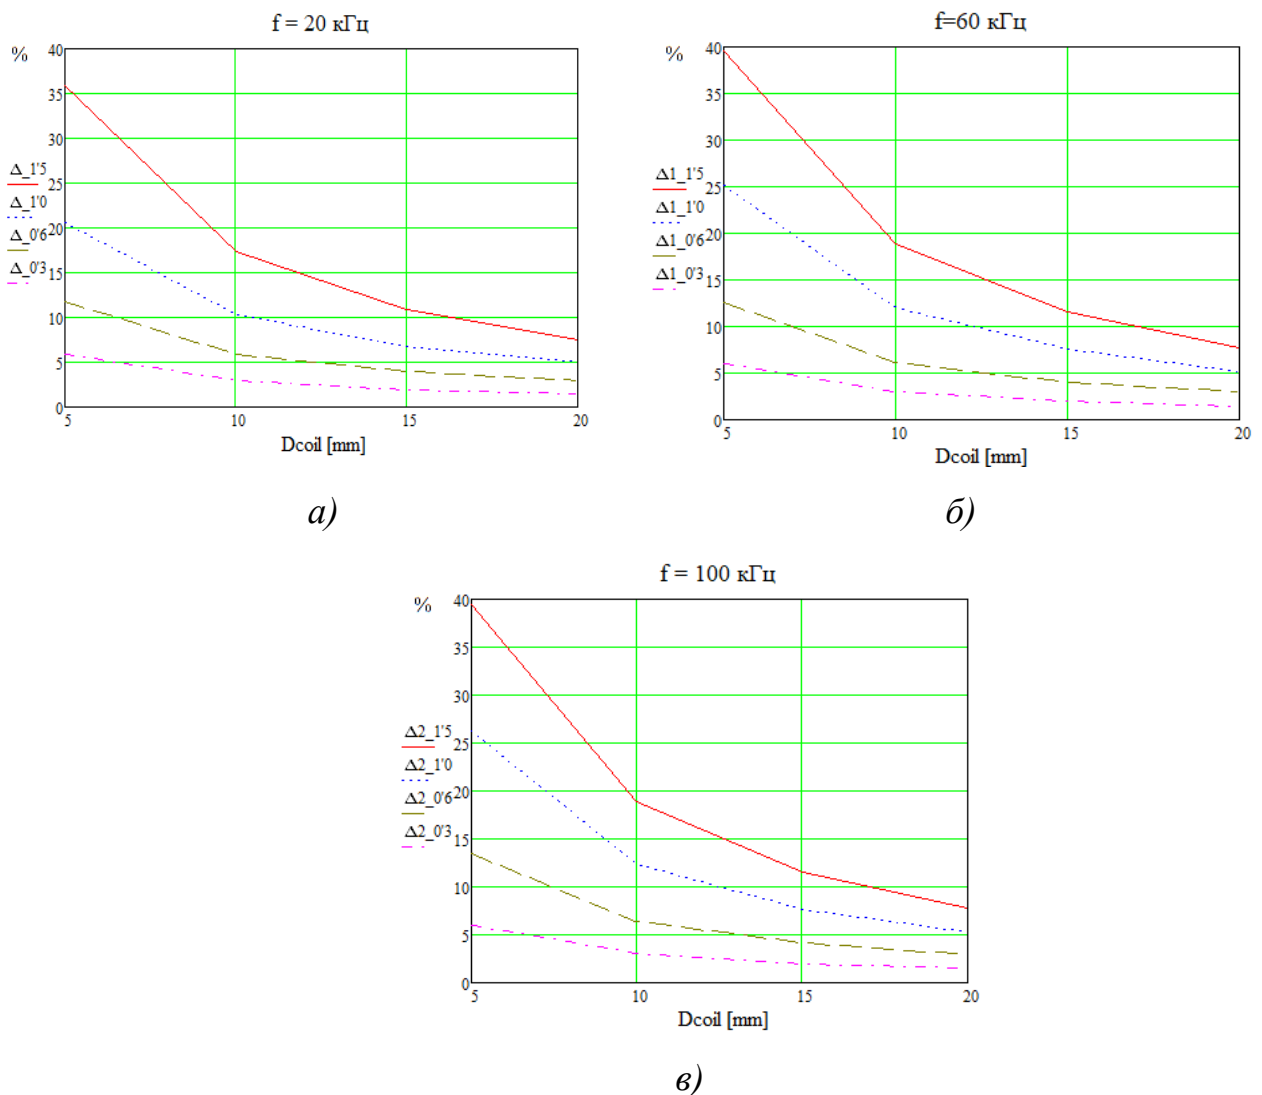 f = 20 кГц
%
40
35
30
25
20
15
10
5
0
Δ_1'5
Δ_1'0
Δ_0'6
Δ_0'3
5 10 15 20
Dcoil [mm]
а)
f=60 кГц
%
40
35
30
25
20
15
10
5
0
Δ1_1'5
Δ1_1'0
Δ1_0'6
Δ1_0'3
5 10 15 20
Dcoil [mm]
б)
f = 100 кГц
%
40
35
30
25
20
15
10
5
0
Δ2_1'5
Δ2_1'0
Δ2_0'6
Δ2_0'3
5 10 15 20
Dcoil [mm]
в)